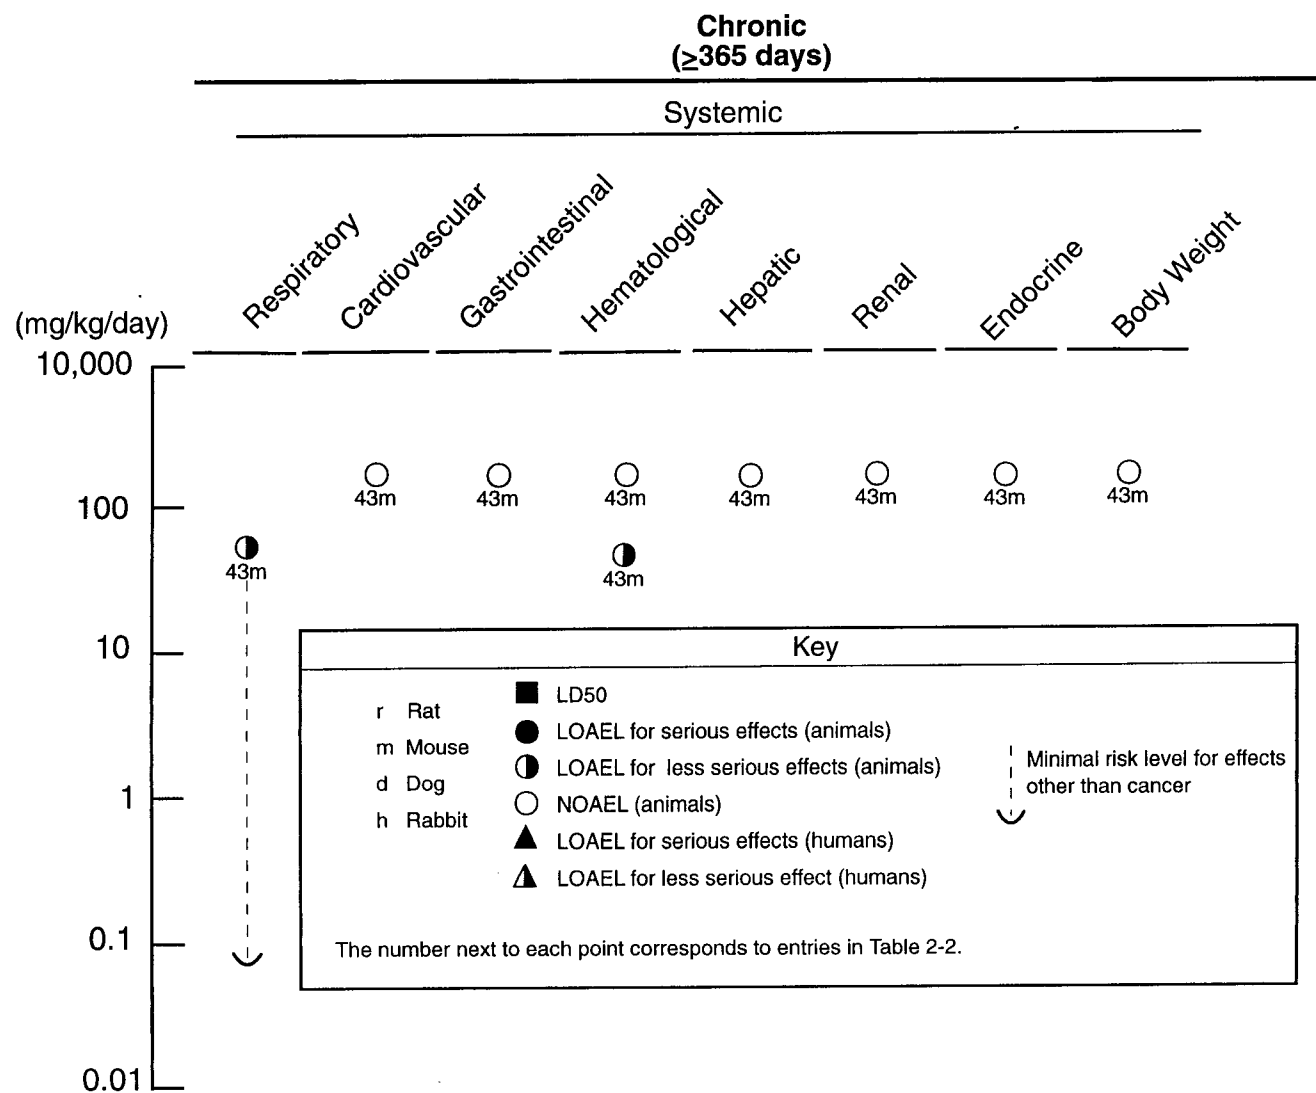 Chronic
(≥365 days)
Systemic
Respiratory
Cardiovascular
Gastrointestinal
Hematological
Hepatic
Renal
Endocrine
Body Weight
(mg/kg/day)
10,000
43m 43m 43m 43m 43m 43m 43m
100
43m 43m
10
Key
LD50
r Rat
LOAEL for serious effects (animals)
m Mouse
LOAEL for less serious effects (animals)
Minimal risk level for effects
other than cancer
d Dog
NOAEL (animals)
1
h Rabbit
LOAEL for serious effects (humans)
LOAEL for less serious effect (humans)
0.1
The number next to each point corresponds to entries in Table 2-2.
0.01